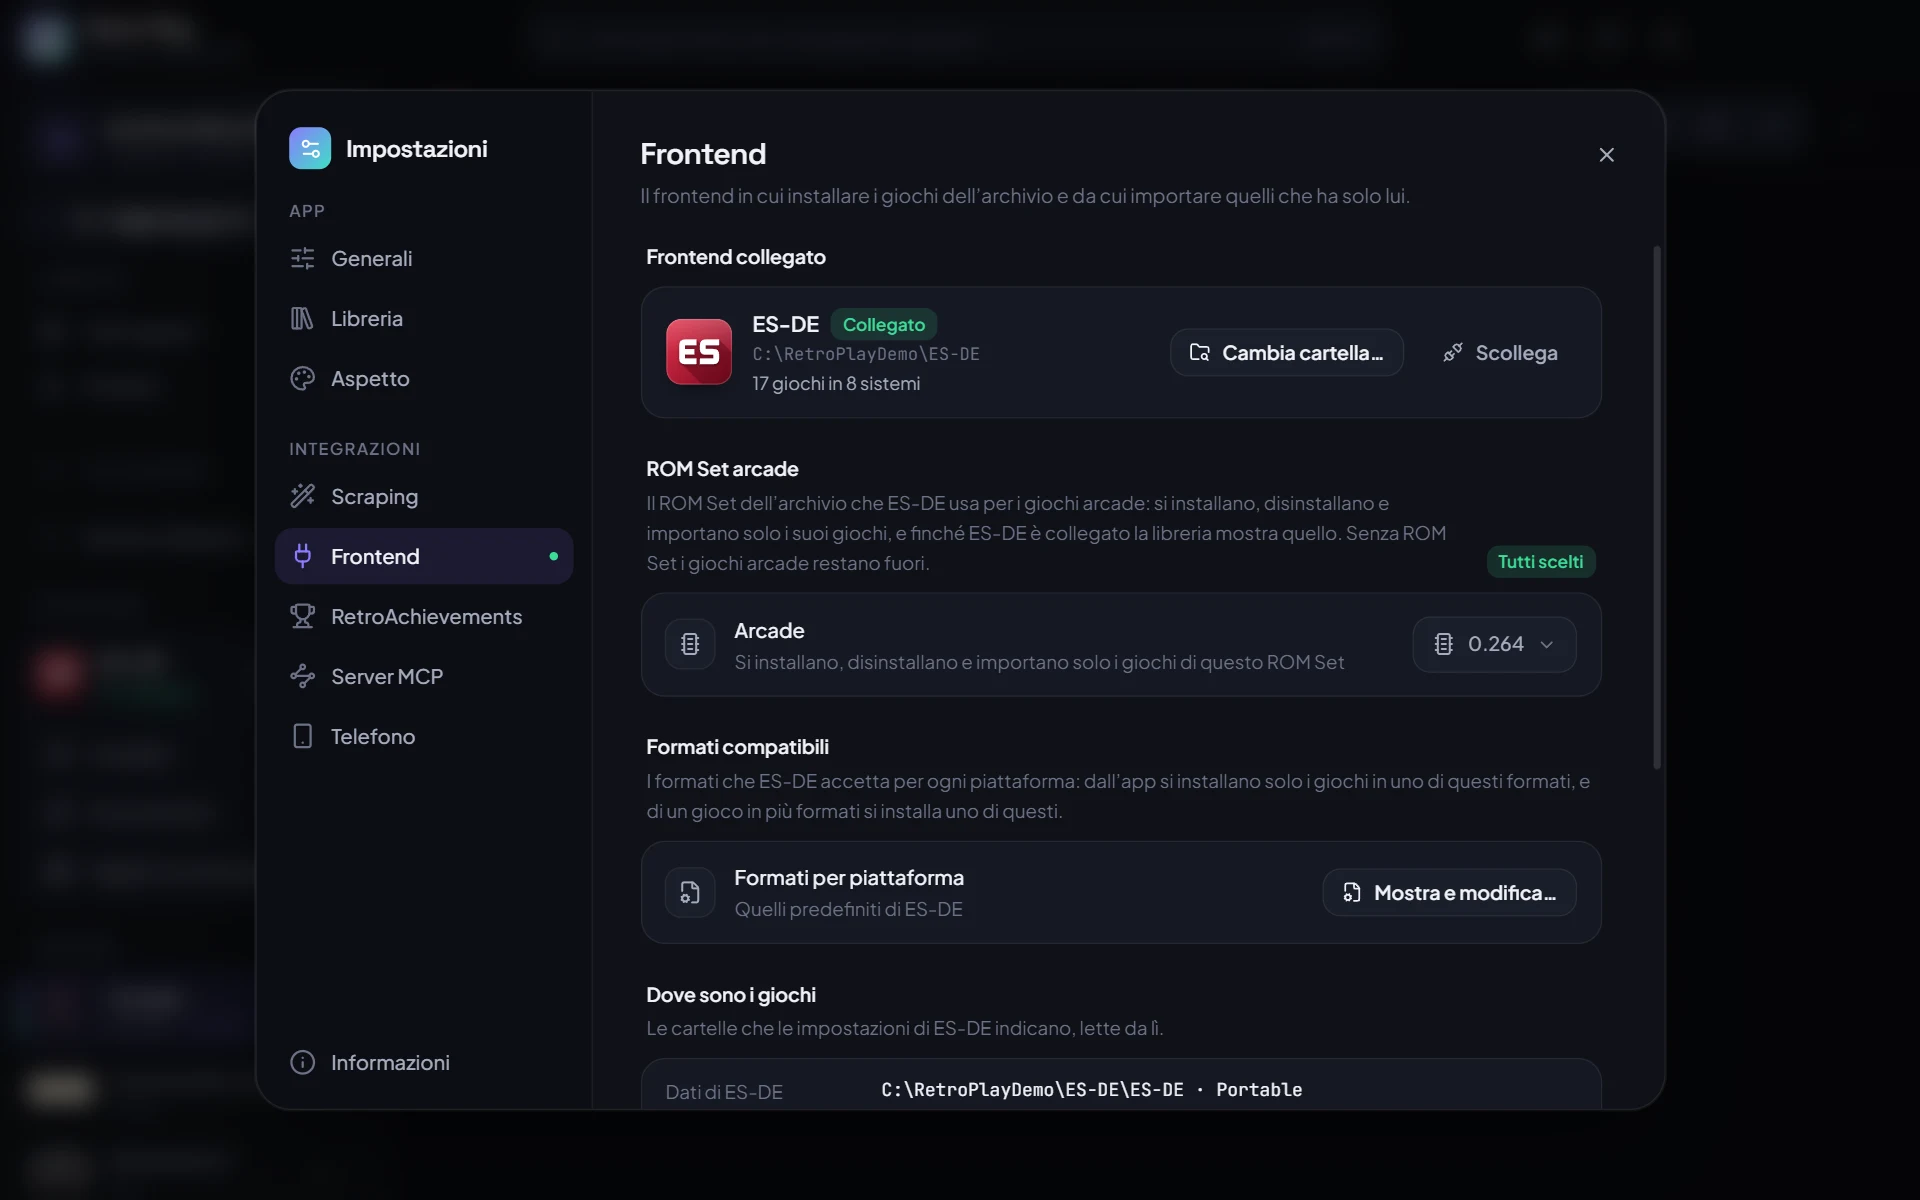 Impostazioni
APP
Generali
Libreria
Aspetto
INTEGRAZIONI
Scraping
Frontend
RetroAchievements
Server MCP
Telefono
Informazioni
Frontend
Il frontend in cui installare i giochi dell’archivio e da cui importare quelli che ha solo lui.
Frontend collegato
ES
ES-DE Collegato
C:\RetroPlayDemo\ES-DE
17 giochi in 8 sistemi
Cambia cartella…
Scollega
ROM Set arcade
Il ROM Set dell’archivio che ES-DE usa per i giochi arcade: si installano, disinstallano e
importano solo i suoi giochi, e finché ES-DE è collegato la libreria mostra quello. Senza ROM
Set i giochi arcade restano fuori.
Tutti scelti
Arcade
Si installano, disinstallano e importano solo i giochi di questo ROM Set
0.264
Formati compatibili
I formati che ES-DE accetta per ogni piattaforma: dall’app si installano solo i giochi in uno di questi formati, e
di un gioco in più formati si installa uno di questi.
Formati per piattaforma
Quelli predefiniti di ES-DE
Mostra e modifica…
Dove sono i giochi
Le cartelle che le impostazioni di ES-DE indicano, lette da lì.
Dati di ES-DE
C:\RetroPlayDemo\ES-DE\ES-DE · Portable